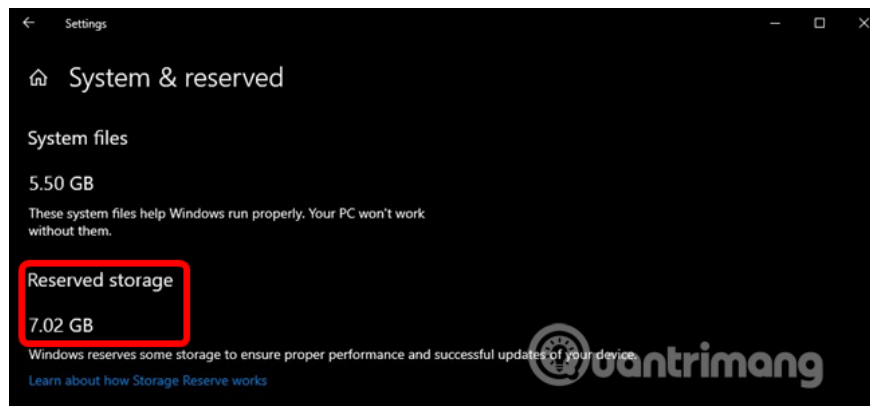 Settings
System & reserved
System files
5.50 GB
These system files help Windows run properly. Your PC won't work
without them.
Reserved storage
7.02 GB
Windows reserves some storage to ensure proper performance and successful updates of your device.
Learn about how Storage Reserve works
uantrimang